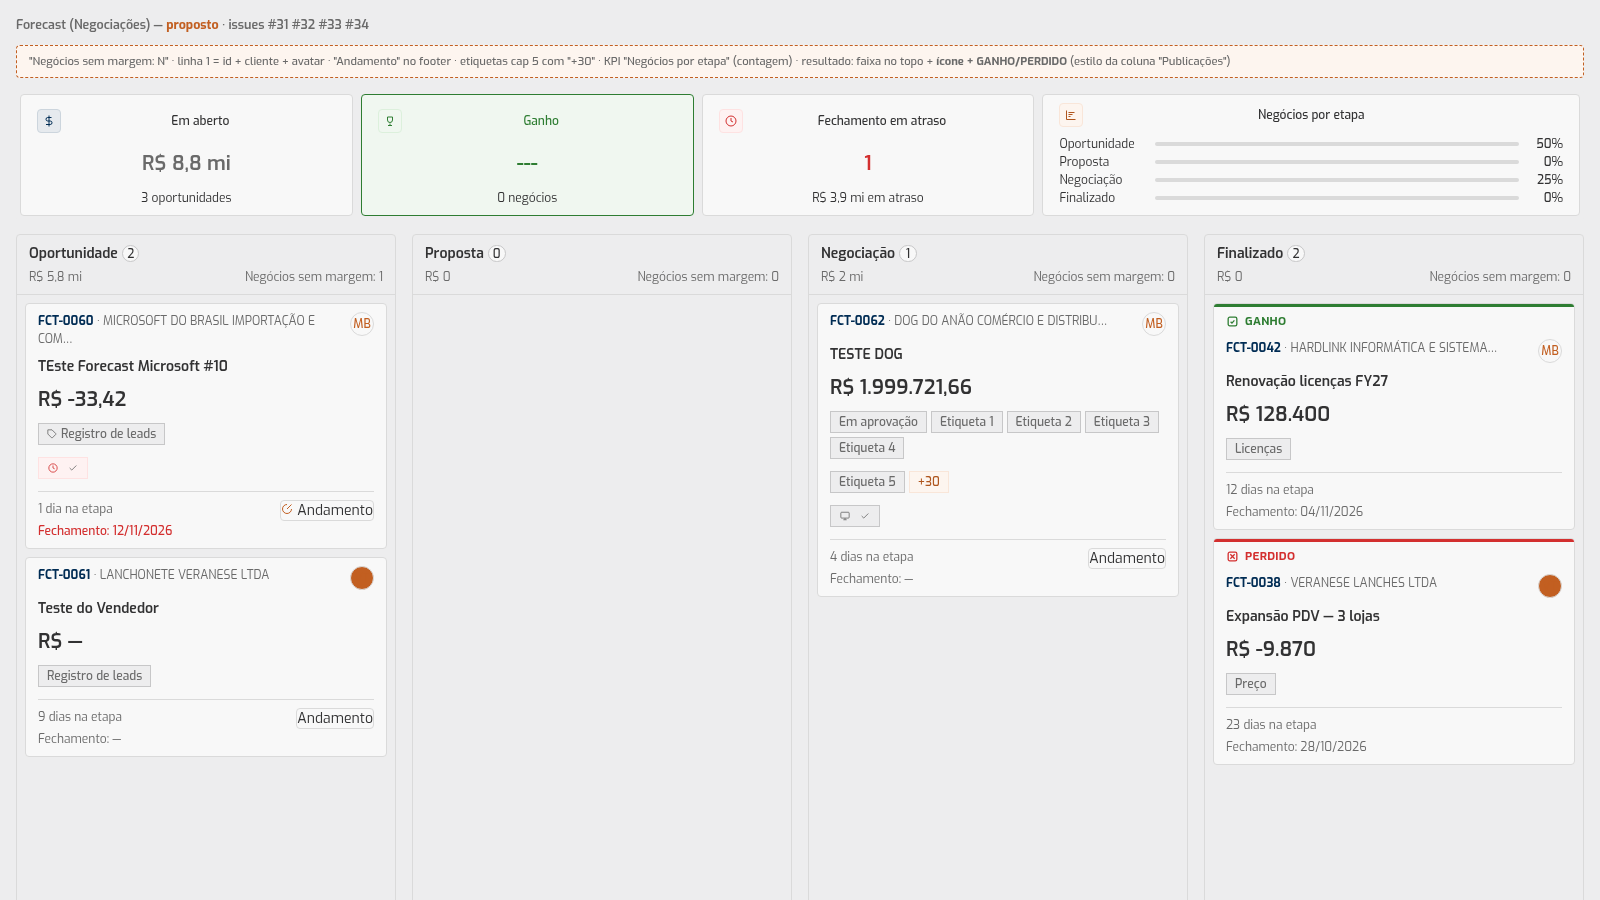 Forecast (Negociações) — proposto · issues #31 #32 #33 #34
"Negócios sem margem: N" · linha 1 = id + cliente + avatar · "Andamento" no footer · etiquetas cap 5 com "+30" · KPI "Negócios por etapa" (contagem) · resultado: faixa no topo + ícone + GANHO/PERDIDO (estilo da coluna "Publicações")
Em aberto
R$ 8,8 mi
3 oportunidades
Ganho
---
0 negócios
Fechamento em atraso
1
R$ 3,9 mi em atraso
Negócios por etapa
Oportunidade 50%
Proposta 0%
Negociação 25%
Finalizado 0%
Oportunidade 2
R$ 5,8 mi Negócios sem margem: 1
FCT-0060 · MICROSOFT DO BRASIL IMPORTAÇÃO E COM... MB
TEste Forecast Microsoft #10
R$ -33,42
Registro de leads
1 dia na etapa Andamento
Fechamento: 12/11/2026
FCT-0061 · LANCHONETE VERANESE LTDA
Teste do Vendedor
R$ —
Registro de leads
9 dias na etapa Andamento
Fechamento: —
Proposta 0
R$ 0 Negócios sem margem: 0
Negociação 1
R$ 2 mi Negócios sem margem: 0
FCT-0062 · DOG DO ANÃO COMÉRCIO E DISTRIBU... MB
TESTE DOG
R$ 1.999.721,66
Em aprovação Etiqueta 1 Etiqueta 2 Etiqueta 3
Etiqueta 4
Etiqueta 5 +30
4 dias na etapa Andamento
Fechamento: —
Finalizado 2
R$ 0 Negócios sem margem: 0
GANHO
FCT-0042 · HARDLINK INFORMÁTICA E SISTEMA... MB
Renovação licenças FY27
R$ 128.400
Licenças
12 dias na etapa
Fechamento: 04/11/2026
PERDIDO
FCT-0038 · VERANESE LANCHES LTDA
Expansão PDV — 3 lojas
R$ -9.870
Preço
23 dias na etapa
Fechamento: 28/10/2026